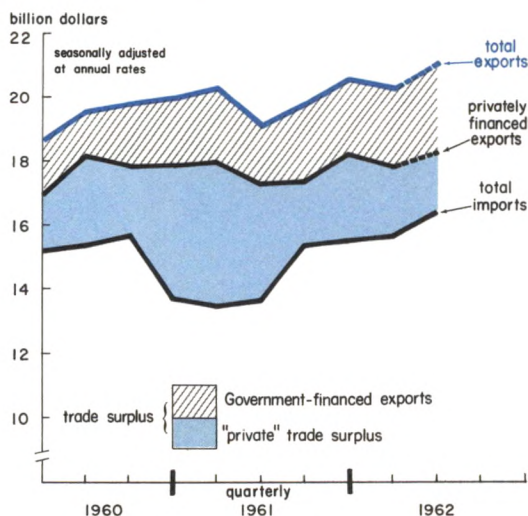 billion dollars
22
seasonally adjusted
at annual rates
total
exports
20
privately
financed
exports
18
total
imports
16
14
12
Government-financed exports
trade surplus
10
"private" trade surplus
quarterly
1960
1961
1962